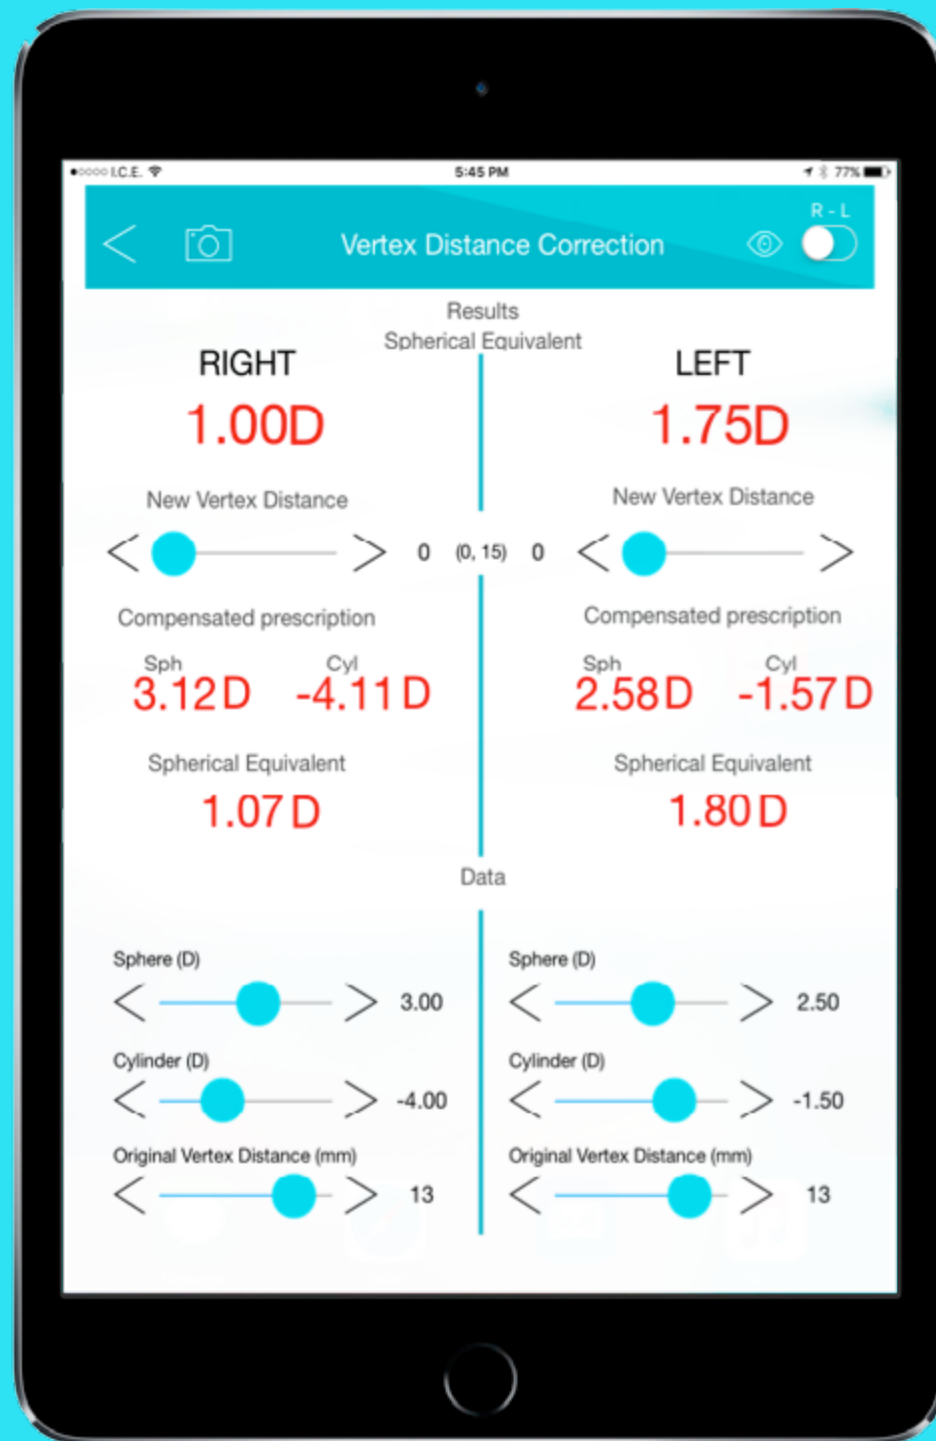 I.C.E. 5:45 PM 77%
R - L
Vertex Distance Correction
Results
Spherical Equivalent
RIGHT LEFT
1.00D 1.75D
New Vertex Distance New Vertex Distance
0 (0, 15) 0
Compensated prescription Compensated prescription
Sph Cyl Sph Cyl
3.12 D -4.11 D 2.58 D -1.57 D
Spherical Equivalent Spherical Equivalent
1.07 D 1.80 D
Data
Sphere (D) Sphere (D)
3.00 2.50
Cylinder (D) Cylinder (D)
-4.00 -1.50
Original Vertex Distance (mm) Original Vertex Distance (mm)
13 13